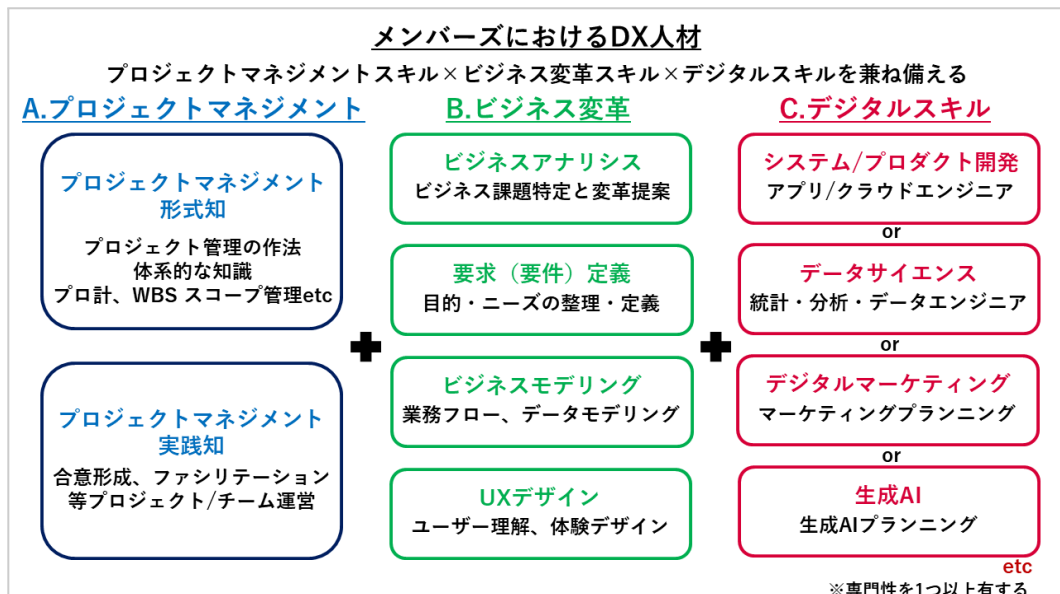 メンバーズにおけるDX人材
プロジェクトマネジメントスキル×ビジネス変革スキル×デジタルスキルを兼ね備える
A.プロジェクトマネジメント
プロジェクトマネジメント
形式知
プロジェクト管理の作法
体系的な知識
プロ計、WBS スコープ管理etc
プロジェクトマネジメント
実践知
合意形成、ファシリテーション
等プロジェクト/チーム運営
B.ビジネス変革
ビジネスアナリシス
ビジネス課題特定と変革提案
要求（要件）定義
目的・ニーズの整理・定義
ビジネスモデリング
業務フロー、データモデリング
UXデザイン
ユーザー理解、体験デザイン
C.デジタルスキル
システム/プロダクト開発
アプリ/クラウドエンジニア
or
データサイエンス
統計・分析・データエンジニア
or
デジタルマーケティング
マーケティングプランニング
or
生成AI
生成AIプランニング
etc
※専門性を1つ以上有する